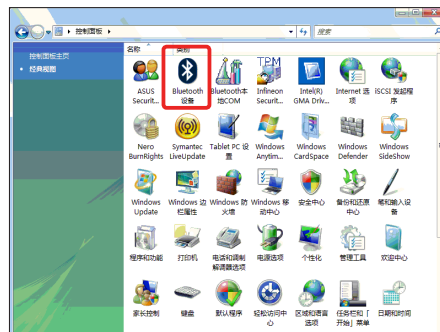 控制面板
搜索
名称 类别
控制面板主页
经典视图
ASUS Securit...
Bluetooth 设备
Bluetooth本地COM
Infineon Securit...
Intel(R) GMA Driv...
Internet 选项
iSCSI 发起程序
Nero BurnRights
Symantec LiveUpdate
Tablet PC 设置
Windows Anytim...
Windows CardSpace
Windows Defender
Windows SideShow
Windows Update
Windows 边栏属性
Windows 防火墙
Windows 移动中心
安全中心
备份和还原中心
笔和输入设备
程序和功能
打印机
电话和调制解调器选项
电源选项
个性化
管理工具
欢迎中心
家长控制
键盘
默认程序
轻松访问中心
区域和语言选项
任务栏和「开始」菜单
日期和时间
TPM